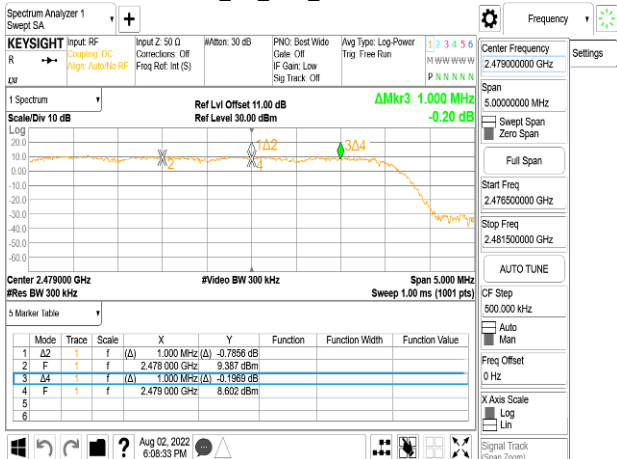 Spectrum Analyzer 1
Swept SA
+
Frequency
Settings
KEYSIGHT
R
Input: RF
Coupling: DC
Align: Auto/No RF
Input Z: 50 Ω
Corrections: Off
Freq Ref: Int (S)
#Atten: 30 dB
PNO: Best Wide
Gate: Off
IF Gain: Low
Sig Track: Off
Avg Type: Log-Power
Trig: Free Run
1 2 3 4 5 6
M W W W W W
P N N N N N
1 Spectrum
Scale/Div 10 dB
Ref Lvl Offset 11.00 dB
Ref Level 30.00 dBm
ΔMkr3 1.000 MHz
-0.20 dB
Log
20.0
10.0
0.00
-10.0
-20.0
-30.0
-40.0
-50.0
-60.0
2
1Δ2
4
3Δ4
Center 2.479000 GHz
#Res BW 300 kHz
#Video BW 300 kHz
Span 5.000 MHz
Sweep 1.00 ms (1001 pts)
5 Marker Table
Mode Trace Scale X Y Function Function Width Function Value
1 Δ2 1 f (Δ) 1.000 MHz (Δ) -0.7856 dB
2 F 1 f 2.478 000 GHz 9.387 dBm
3 Δ4 1 f (Δ) 1.000 MHz (Δ) -0.1969 dB
4 F 1 f 2.479 000 GHz 8.602 dBm
5
6
Center Frequency
2.479000000 GHz
Span
5.00000000 MHz
Swept Span
Zero Span
Full Span
Start Freq
2.476500000 GHz
Stop Freq
2.481500000 GHz
AUTO TUNE
CF Step
500.000 kHz
Auto
Man
Freq Offset
0 Hz
X Axis Scale
Log
Lin
Signal Track
(Span Zoom)
?
Aug 02, 2022
6:08:33 PM